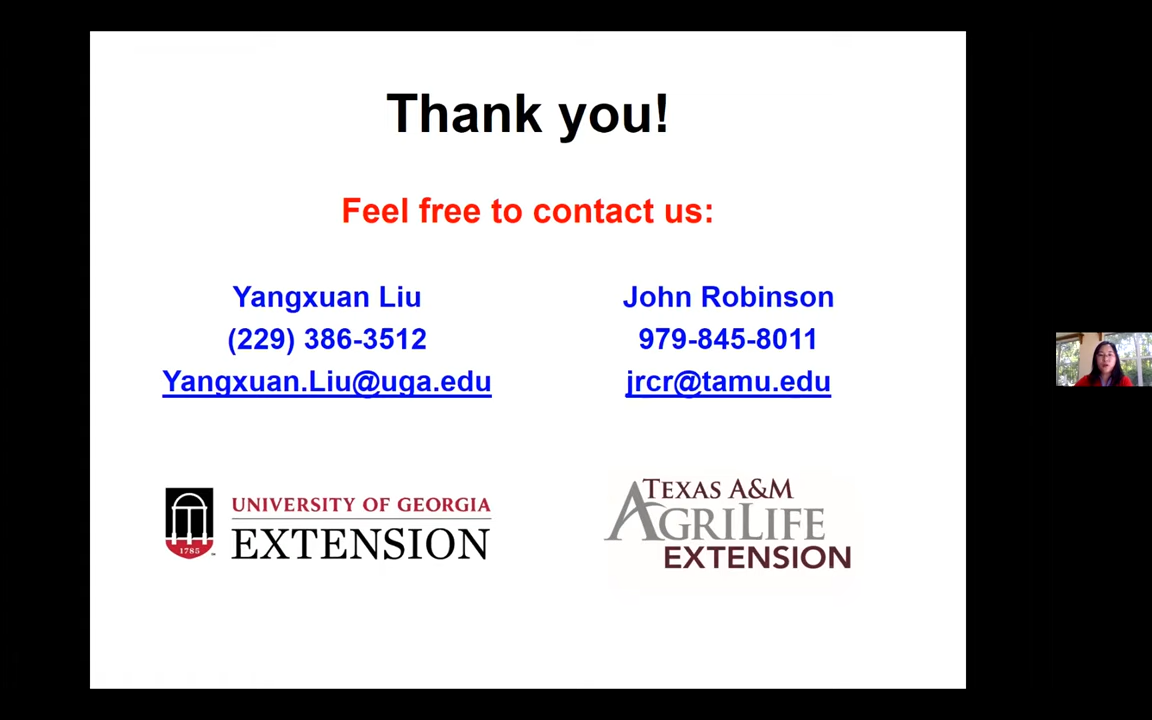 Thank you!
Feel free to contact us:
Yangxuan Liu
(229) 386-3512
Yangxuan.Liu@uga.edu
John Robinson
979-845-8011
jrcr@tamu.edu
1785
UNIVERSITY OF GEORGIA
EXTENSION
TEXAS A&M
AGRILIFE
EXTENSION